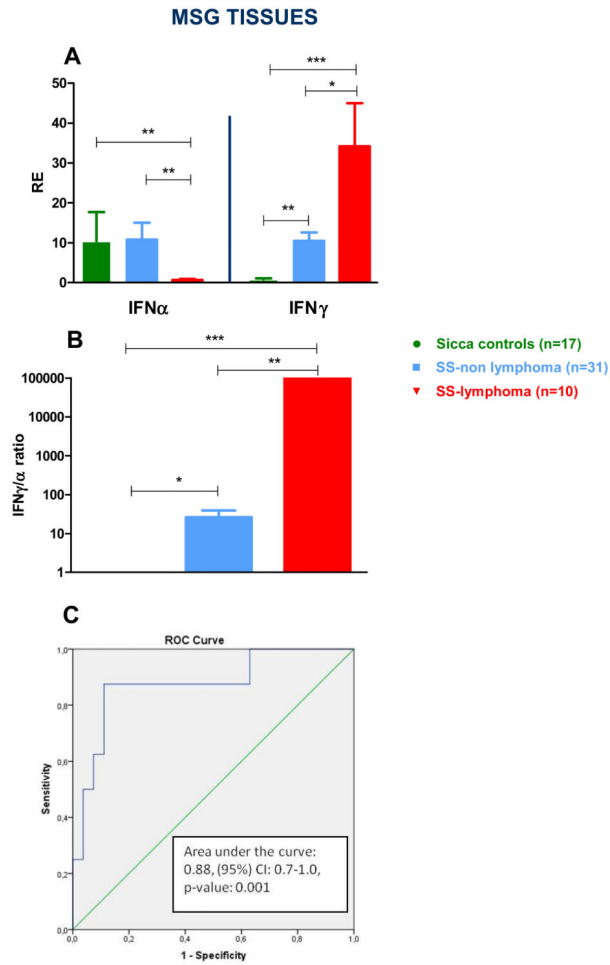 MSG TISSUES
A
***
*
**
**
**
50
40
30
20
10
0
RE
IFNα
IFNγ
B
***
**
*
100000
10000
1000
100
10
1
IFNγ/α ratio
Sicca controls (n=17)
SS-non lymphoma (n=31)
SS-lymphoma (n=10)
C
ROC Curve
1,0
0,8
0,6
0,4
0,2
0,0
Sensitivity
Area under the curve:
0.88, (95%) CI: 0.7-1.0,
p-value: 0.001
0,0 0,2 0,4 0,6 0,8 1,0
1 - Specificity